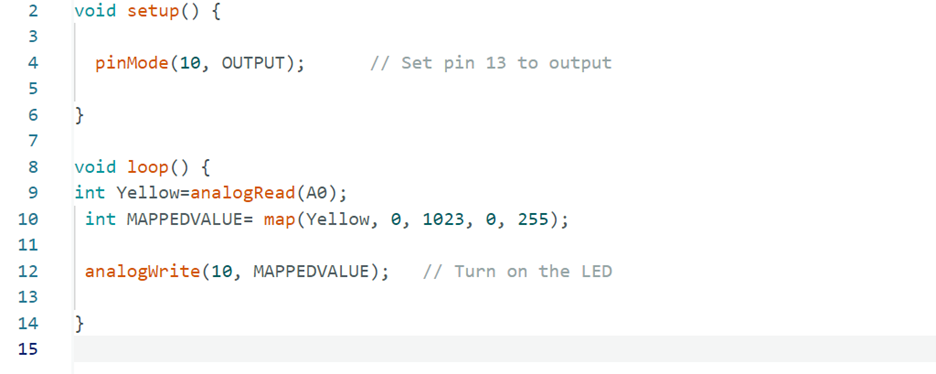 2 void setup() {
3
4 pinMode(10, OUTPUT); // Set pin 13 to output
5
6 }
7
8 void loop() {
9 int Yellow=analogRead(A0);
10 int MAPPEDVALUE= map(Yellow, 0, 1023, 0, 255);
11
12 analogWrite(10, MAPPEDVALUE); // Turn on the LED
13
14 }
15